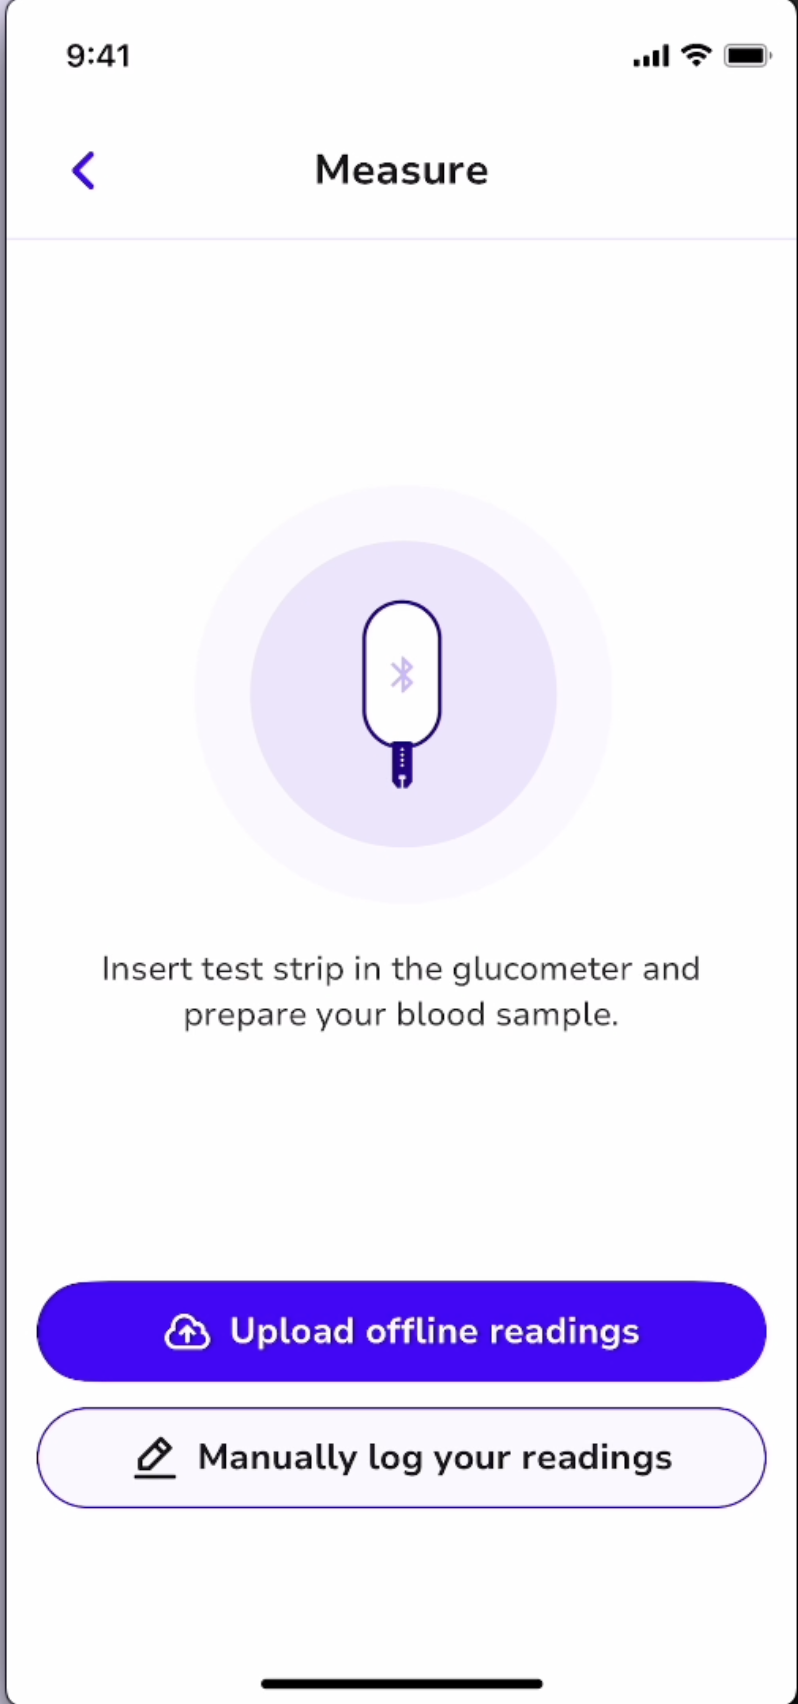 9:41
Measure
Insert test strip in the glucometer and
prepare your blood sample.
Upload offline readings
Manually log your readings